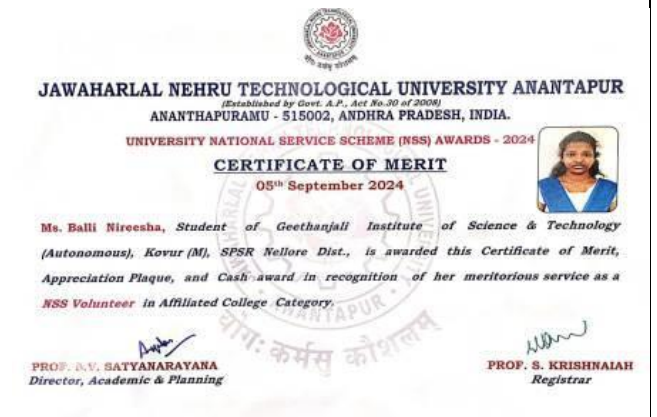 JAWAHARLAL NEHRU TECHNOLOGICAL UNIVERSITY ANANTAPUR
(Established by Govt. A.P., Act No.30 of 2008)
ANANTHAPURAMU - 515002, ANDHRA PRADESH, INDIA.
UNIVERSITY NATIONAL SERVICE SCHEME (NSS) AWARDS - 2024
CERTIFICATE OF MERIT
05th September 2024
Ms. Balli Nireesha, Student of Geethanjali Institute of Science & Technology
(Autonomous), Kovur (M), SPSR Nellore Dist., is awarded this Certificate of Merit,
Appreciation Plaque, and Cash award in recognition of her meritorious service as a
NSS Volunteer in Affiliated College Category.
ANANTAPUR
योगः कर्मसु कौशलम्
PROF. SATYANARAYANA
Director, Academic & Planning
PROF. S. KRISHNAIAH
Registrar